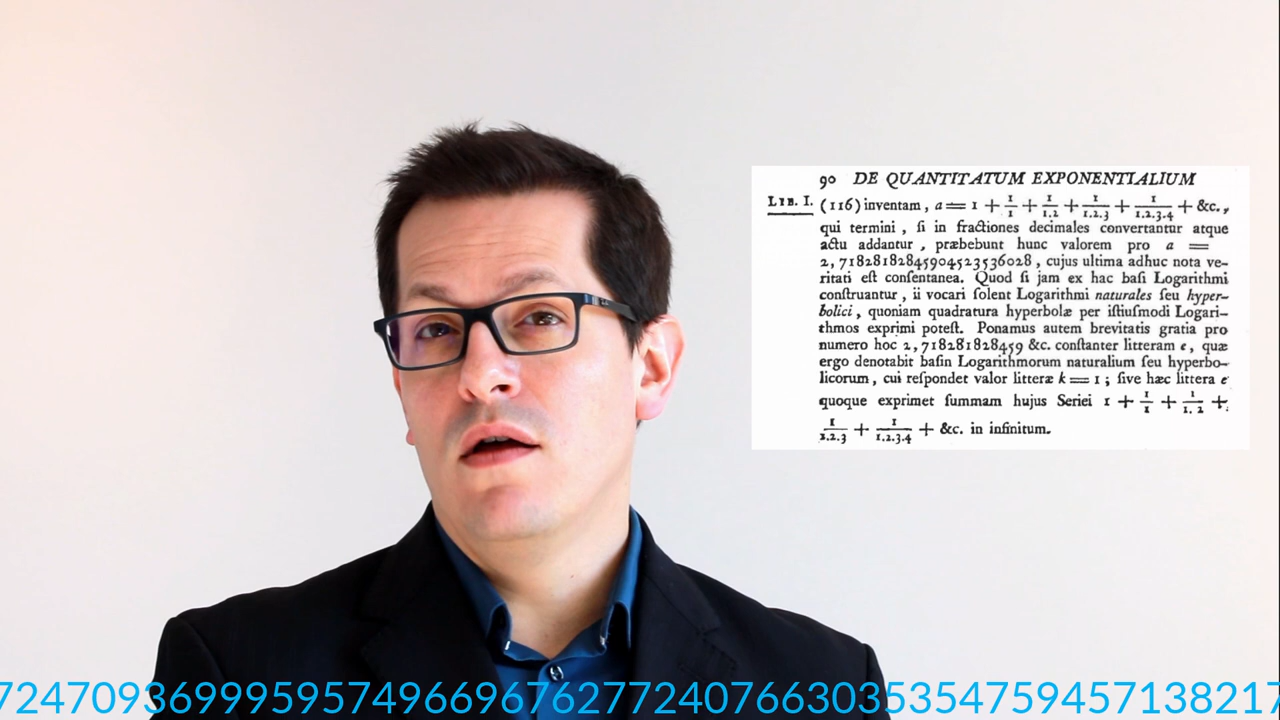 90 DE QUANTITATUM EXPONENTIALIUM
LIB. I. (116) inventam, a = 1 + 1/1 + 1/1.2 + 1/1.2.3 + 1/1.2.3.4 + &c.,
qui termini, ſi in fractiones decimales convertantur atque
actu addantur, præbebunt hunc valorem pro a =
2,71828182845904523536028, cujus ultima adhuc nota ve-
ritati eſt conſentanea. Quod ſi jam ex hac baſi Logarithmi
conſtruantur, ii vocari ſolent Logarithmi naturales ſeu hyper-
bolici, quoniam quadratura hyperbolæ per iſtiuſmodi Logari-
thmos exprimi poteſt. Ponamus autem brevitatis gratia pro
numero hoc 2,718281828459 &c. conſtanter litteram e, quæ
ergo denotabit baſin Logarithmorum naturalium ſeu hyperbo-
licorum, cui reſpondet valor litteræ k = 1; ſive hæc littera e
quoque exprimet ſummam hujus Seriei 1 + 1/1 + 1/1.2 +
1/1.2.3 + 1/1.2.3.4 + &c. in infinitum.
724709369995957496696762772407663035354759457138217